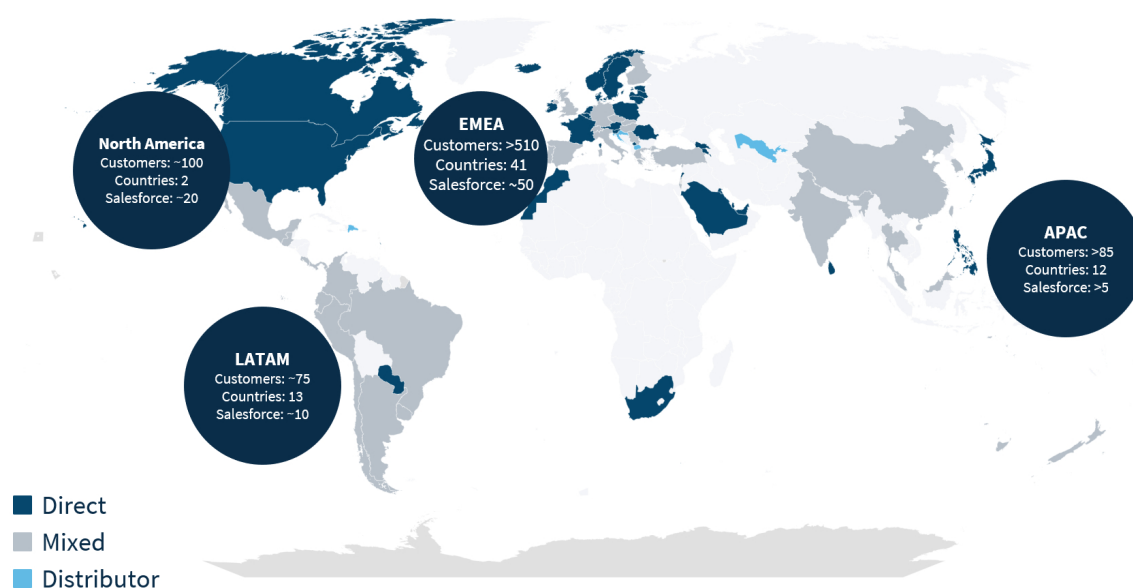 North America
Customers: ~100
Countries: 2
Salesforce: ~20
EMEA
Customers: >510
Countries: 41
Salesforce: ~50
APAC
Customers: >85
Countries: 12
Salesforce: >5
LATAM
Customers: ~75
Countries: 13
Salesforce: ~10
Direct
Mixed
Distributor